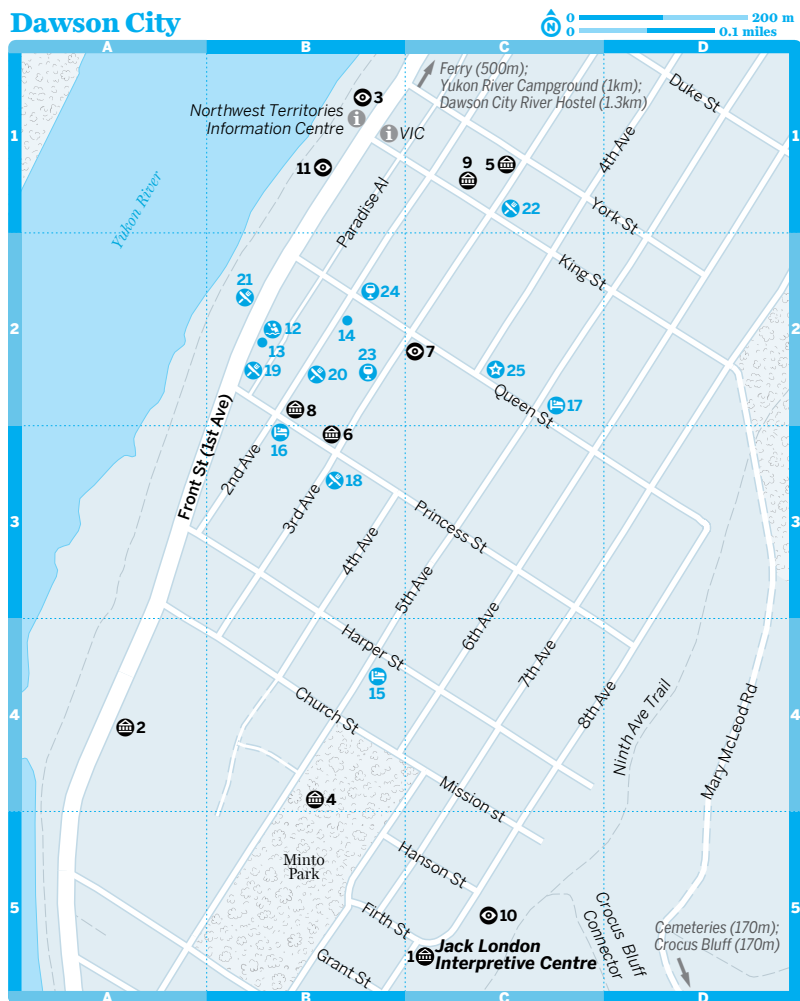 Dawson City
N
0 200 m
0 0.1 miles
A B C D
Ferry (500m);
Yukon River Campground (1km);
Dawson City River Hostel (1.3km)
Duke St
3
Northwest Territories
Information Centre
i
i VIC
1 1
4th Ave
11
9 5
22
York St
Paradise Al
Yukon River
King St
21
24
2 2
12
14
13
23
7
19
20
25
17
Queen St
8
6
16
Front St (1st Ave)
2nd Ave
18
3rd Ave
3 3
Princess St
4th Ave
5th Ave
6th Ave
Harper St
7th Ave
15
8th Ave
Ninth Ave Trail
Mary McLeod Rd
Church St
4 4
2
4
Mission st
Minto
Park
Hanson St
5 5
Firth St
10
Crocus Bluff
Connector
Cemeteries (170m);
Crocus Bluff (170m)
1 Jack London
Interpretive Centre
Grant St
A B C D